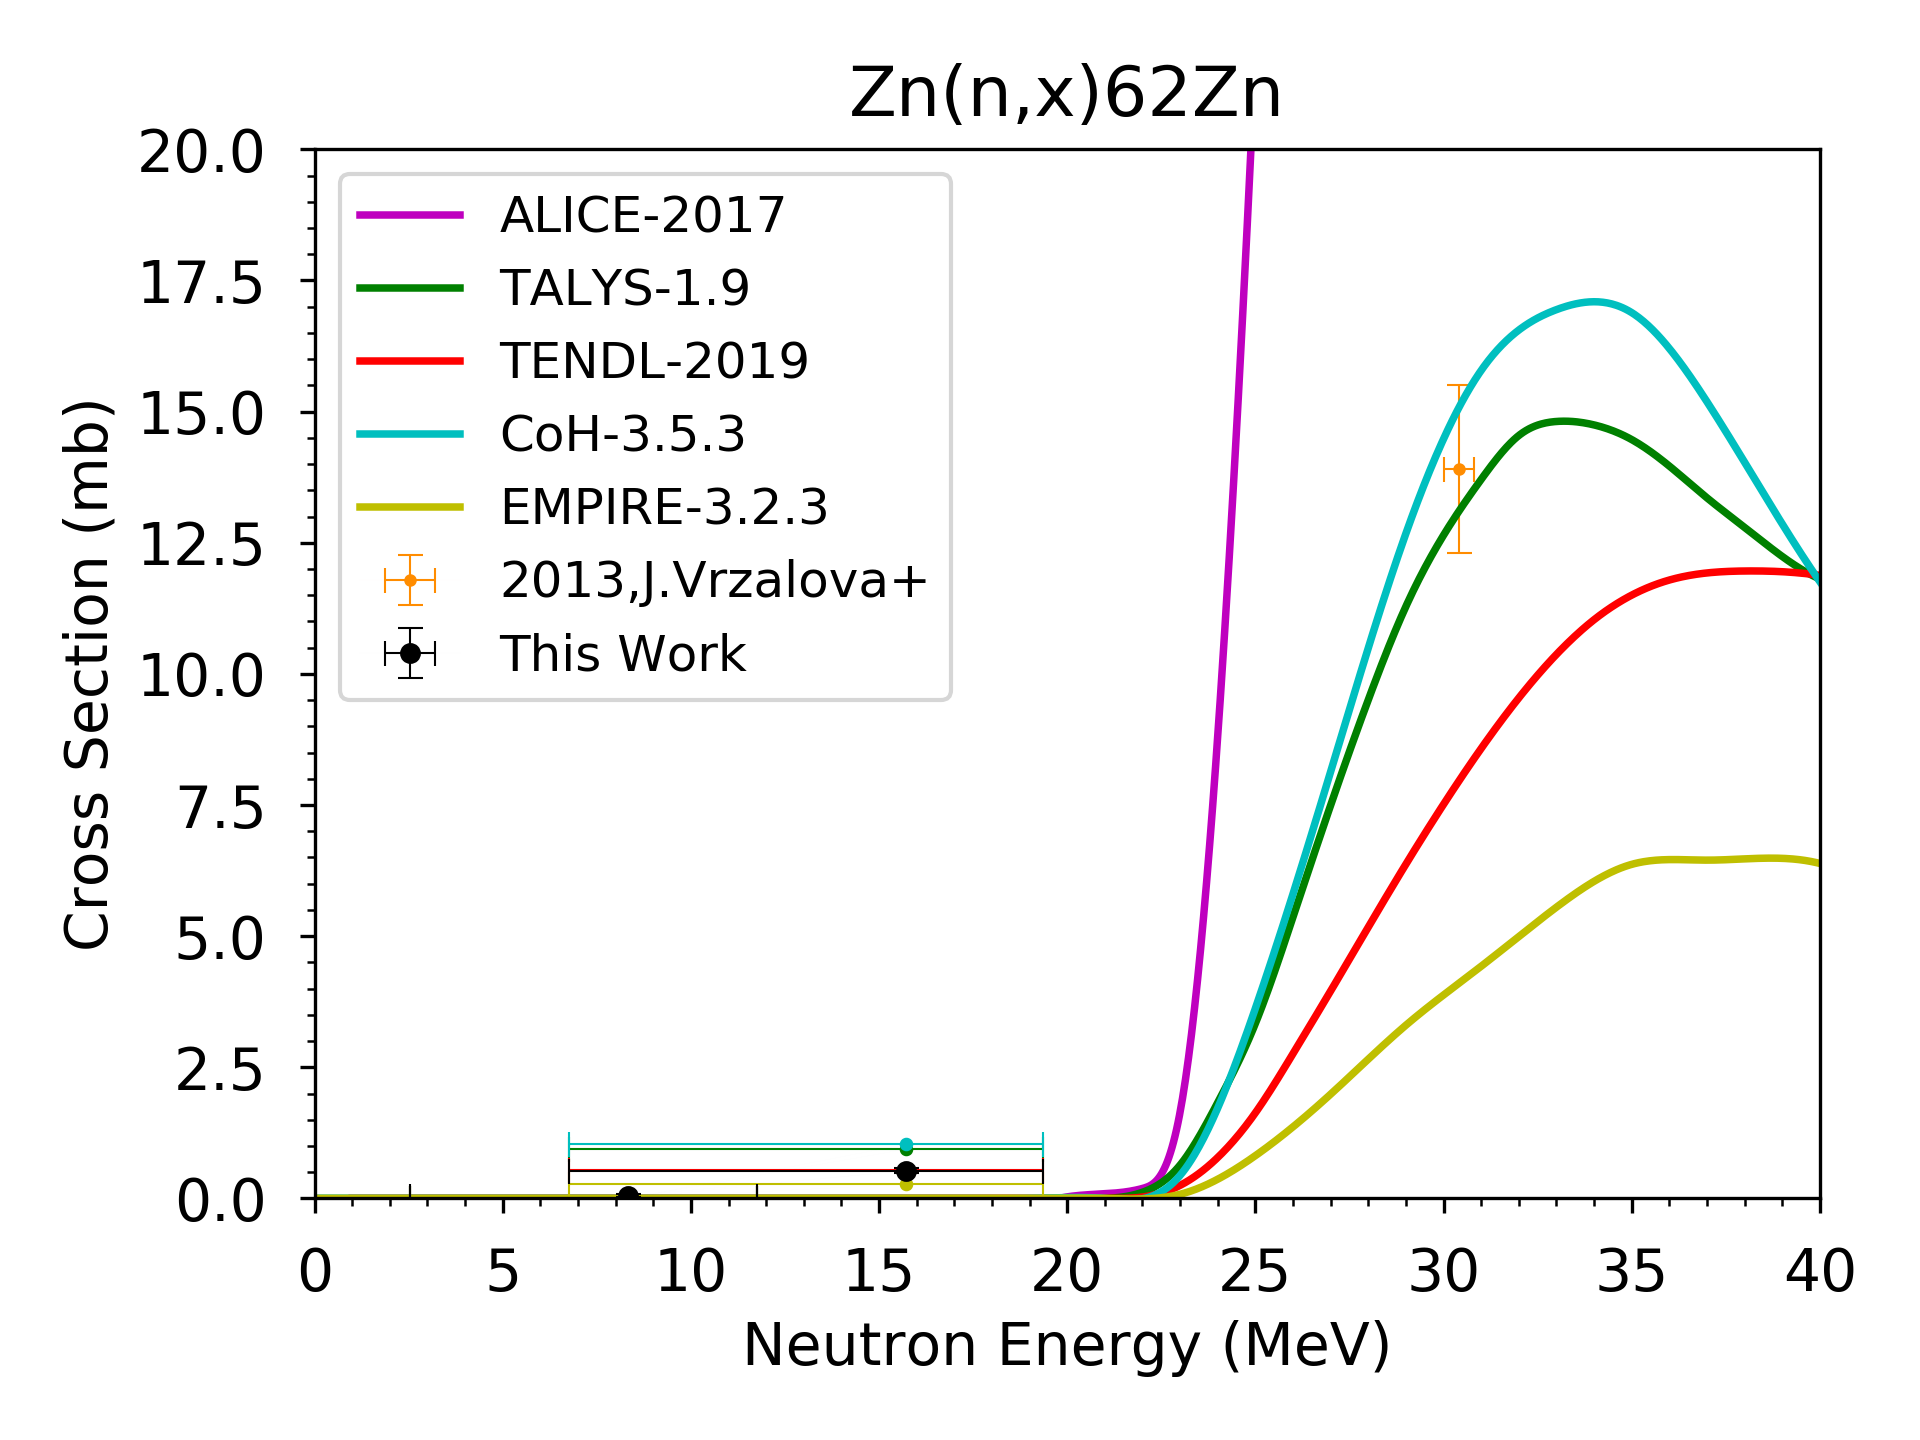 Zn(n,x)62Zn
20.0
17.5
15.0
12.5
10.0
7.5
5.0
2.5
0.0
Cross Section (mb)
ALICE-2017
TALYS-1.9
TENDL-2019
CoH-3.5.3
EMPIRE-3.2.3
2013,J.Vrzalova+
This Work
0 5 10 15 20 25 30 35 40
Neutron Energy (MeV)